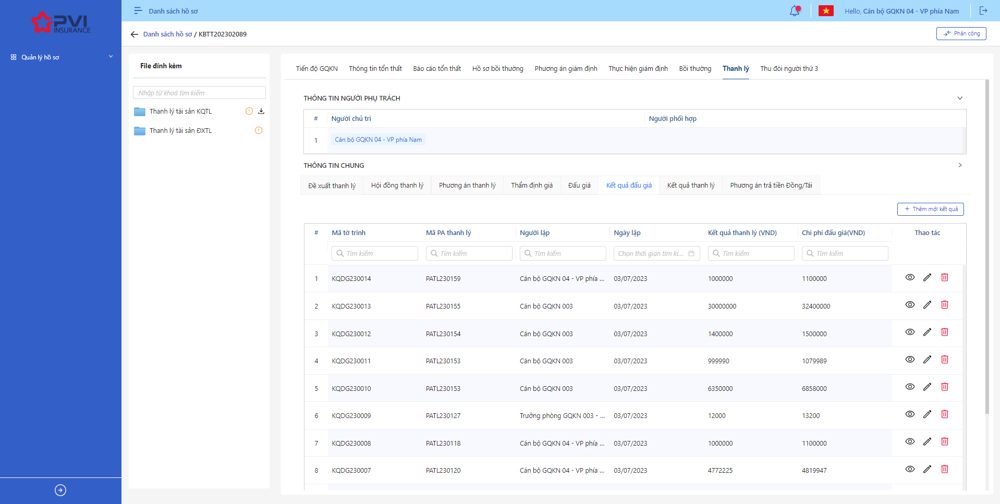 PVI
INSURANCE
Danh sách hồ sơ
Hello, Cán bộ GQKN 04 - VP phía Nam
Quản lý hồ sơ
Danh sách hồ sơ / KBTT202302089
Phân công
File đính kèm
Nhập từ khoá tìm kiếm
Thanh lý tài sản KQTL
Thanh lý tài sản ĐXTL
Tiến độ GQKN Thông tin tổn thất Báo cáo tổn thất Hồ sơ bồi thường Phương án giám định Thực hiện giám định Bồi thường Thanh lý Thu đòi người thứ 3
THÔNG TIN NGƯỜI PHỤ TRÁCH
# Người chủ trì Người phối hợp
1 Cán bộ GQKN 04 - VP phía Nam
THÔNG TIN CHUNG
Đề xuất thanh lý Hội đồng thanh lý Phương án thanh lý Thẩm định giá Đấu giá Kết quả đấu giá Kết quả thanh lý Phương án trả tiền Đồng/Tái
+ Thêm mới kết quả
# Mã tờ trình Mã PA thanh lý Người lập Ngày lập Kết quả thanh lý (VND) Chi phí đấu giá(VND) Thao tác
Tìm kiếm Tìm kiếm Tìm kiếm Chọn thời gian tìm ki... Tìm kiếm Tìm kiếm
1 KQDG230014 PATL230159 Cán bộ GQKN 04 - VP phía ... 03/07/2023 1000000 1100000
2 KQDG230013 PATL230155 Cán bộ GQKN 003 03/07/2023 30000000 32400000
3 KQDG230012 PATL230154 Cán bộ GQKN 003 03/07/2023 1400000 1500000
4 KQDG230011 PATL230153 Cán bộ GQKN 003 03/07/2023 999990 1079989
5 KQDG230010 PATL230153 Cán bộ GQKN 003 03/07/2023 6350000 6858000
6 KQDG230009 PATL230127 Trưởng phòng GQKN 003 - ... 03/07/2023 12000 13200
7 KQDG230008 PATL230118 Cán bộ GQKN 04 - VP phía ... 03/07/2023 1000000 1100000
8 KQDG230007 PATL230120 Cán bộ GQKN 04 - VP phía ... 03/07/2023 4772225 4819947